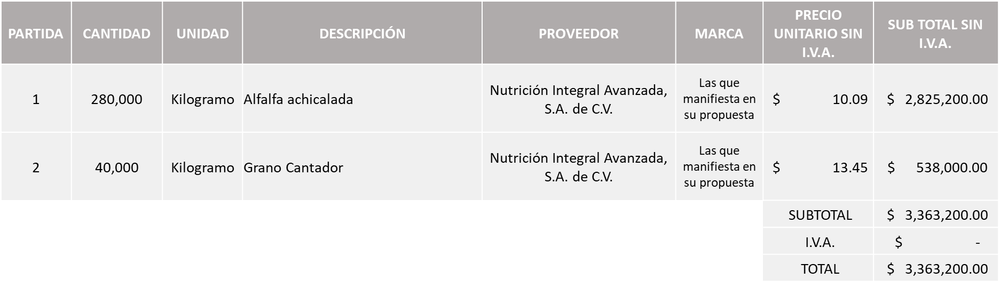 PARTIDA CANTIDAD UNIDAD DESCRIPCIÓN PROVEEDOR MARCA PRECIO UNITARIO SIN I.V.A. SUB TOTAL SIN I.V.A.
1 280,000 Kilogramo Alfalfa achicalada Nutrición Integral Avanzada, S.A. de C.V. Las que manifiesta en su propuesta $ 10.09 $ 2,825,200.00
2 40,000 Kilogramo Grano Cantador Nutrición Integral Avanzada, S.A. de C.V. Las que manifiesta en su propuesta $ 13.45 $ 538,000.00
SUBTOTAL $ 3,363,200.00
I.V.A. $ -
TOTAL $ 3,363,200.00